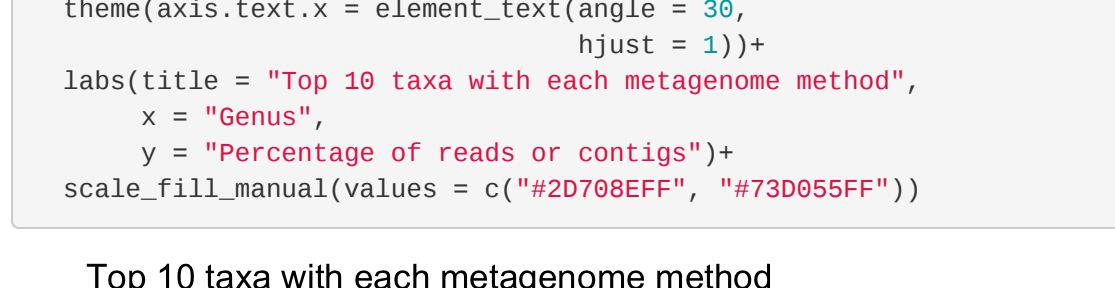 theme(axis.text.x = element_text(angle = 30,
hjust = 1))+
labs(title = "Top 10 taxa with each metagenome method",
x = "Genus",
y = "Percentage of reads or contigs")+
scale_fill_manual(values = c("#2D708EFF", "#73D055FF"))
Top 10 taxa with each metagenome method